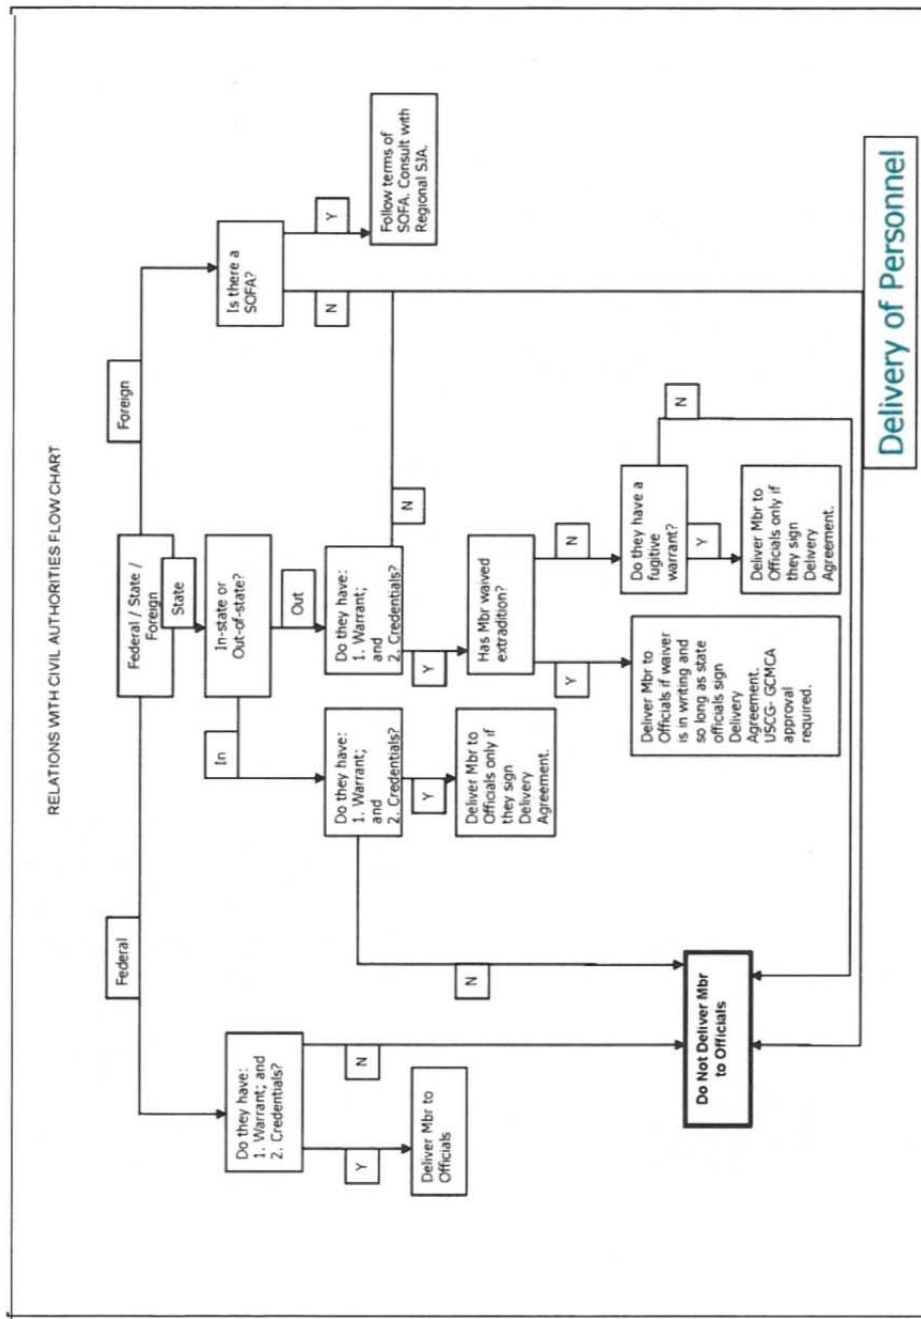 RELATIONS WITH CIVIL AUTHORITIES FLOW CHART
Federal / State /
Foreign
Federal
State
Foreign
Do they have:
1. Warrant; and
2. Credentials?
Y
N
Deliver Mbr to
Officials
In-state or
Out-of-state?
In
Out
Do they have:
1. Warrant;
and
2. Credentials?
N
Y
Deliver Mbr to
Officials only if
they sign
Delivery
Agreement.
Do they have:
1. Warrant;
and
2. Credentials?
Y
N
Has Mbr waived
extradition?
Y
N
Deliver Mbr to
Officials if waiver
is in writing and
so long as state
officials sign
Delivery
Agreement.
USCG- GCMCA
approval
required.
Do they have a
fugitive
warrant?
Y
N
Deliver Mbr to
Officials only if
they sign
Delivery
Agreement.
Is there a
SOFA?
N
Y
Follow terms of
SOFA. Consult with
Regional SJA.
Do Not Deliver Mbr
to Officials
Delivery of Personnel